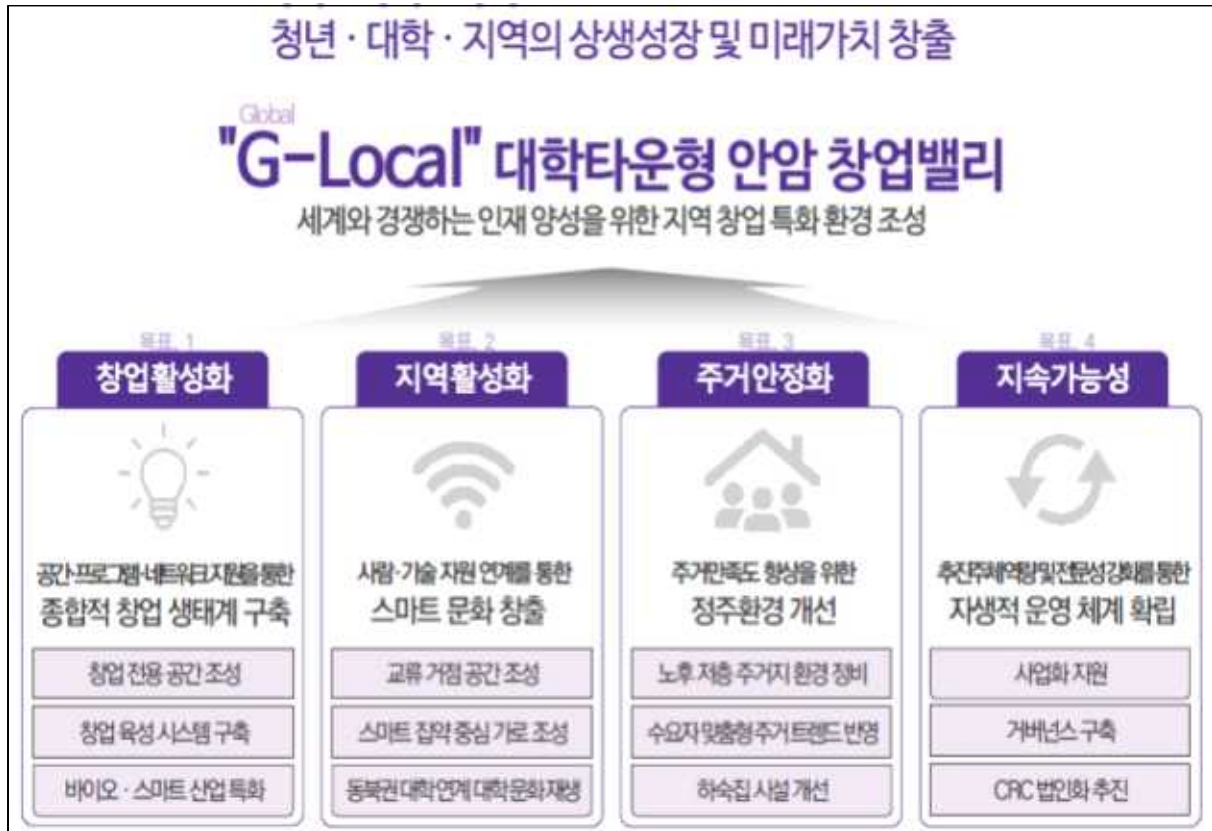 청년 · 대학 · 지역의 상생성장 및 미래가치 창출
Global
"G-Local" 대학타운형 안암 창업밸리
세계와 경쟁하는 인재 양성을 위한 지역 창업 특화 환경 조성
목표. 1
창업활성화
공간·프로그램·네트워크 지원을 통한
종합적 창업 생태계 구축
창업 전용 공간 조성
창업 육성 시스템 구축
바이오 · 스마트 산업 특화
목표. 2
지역활성화
사람·기술 자원 연계를 통한
스마트 문화 창출
교류 거점 공간 조성
스마트 집약 중심 가로 조성
동북권 대학 연계 대학 문화 재생
목표. 3
주거안정화
주거만족도 향상을 위한
정주환경 개선
노후 저층 주거지 환경 정비
수요자 맞춤형 주거 트렌드 반영
하숙집 시설 개선
목표. 4
지속가능성
추진주체 역량 및 전문성 강화를 통한
자생적 운영 체계 확립
사업화 지원
거버넌스 구축
CRC 법인화 추진